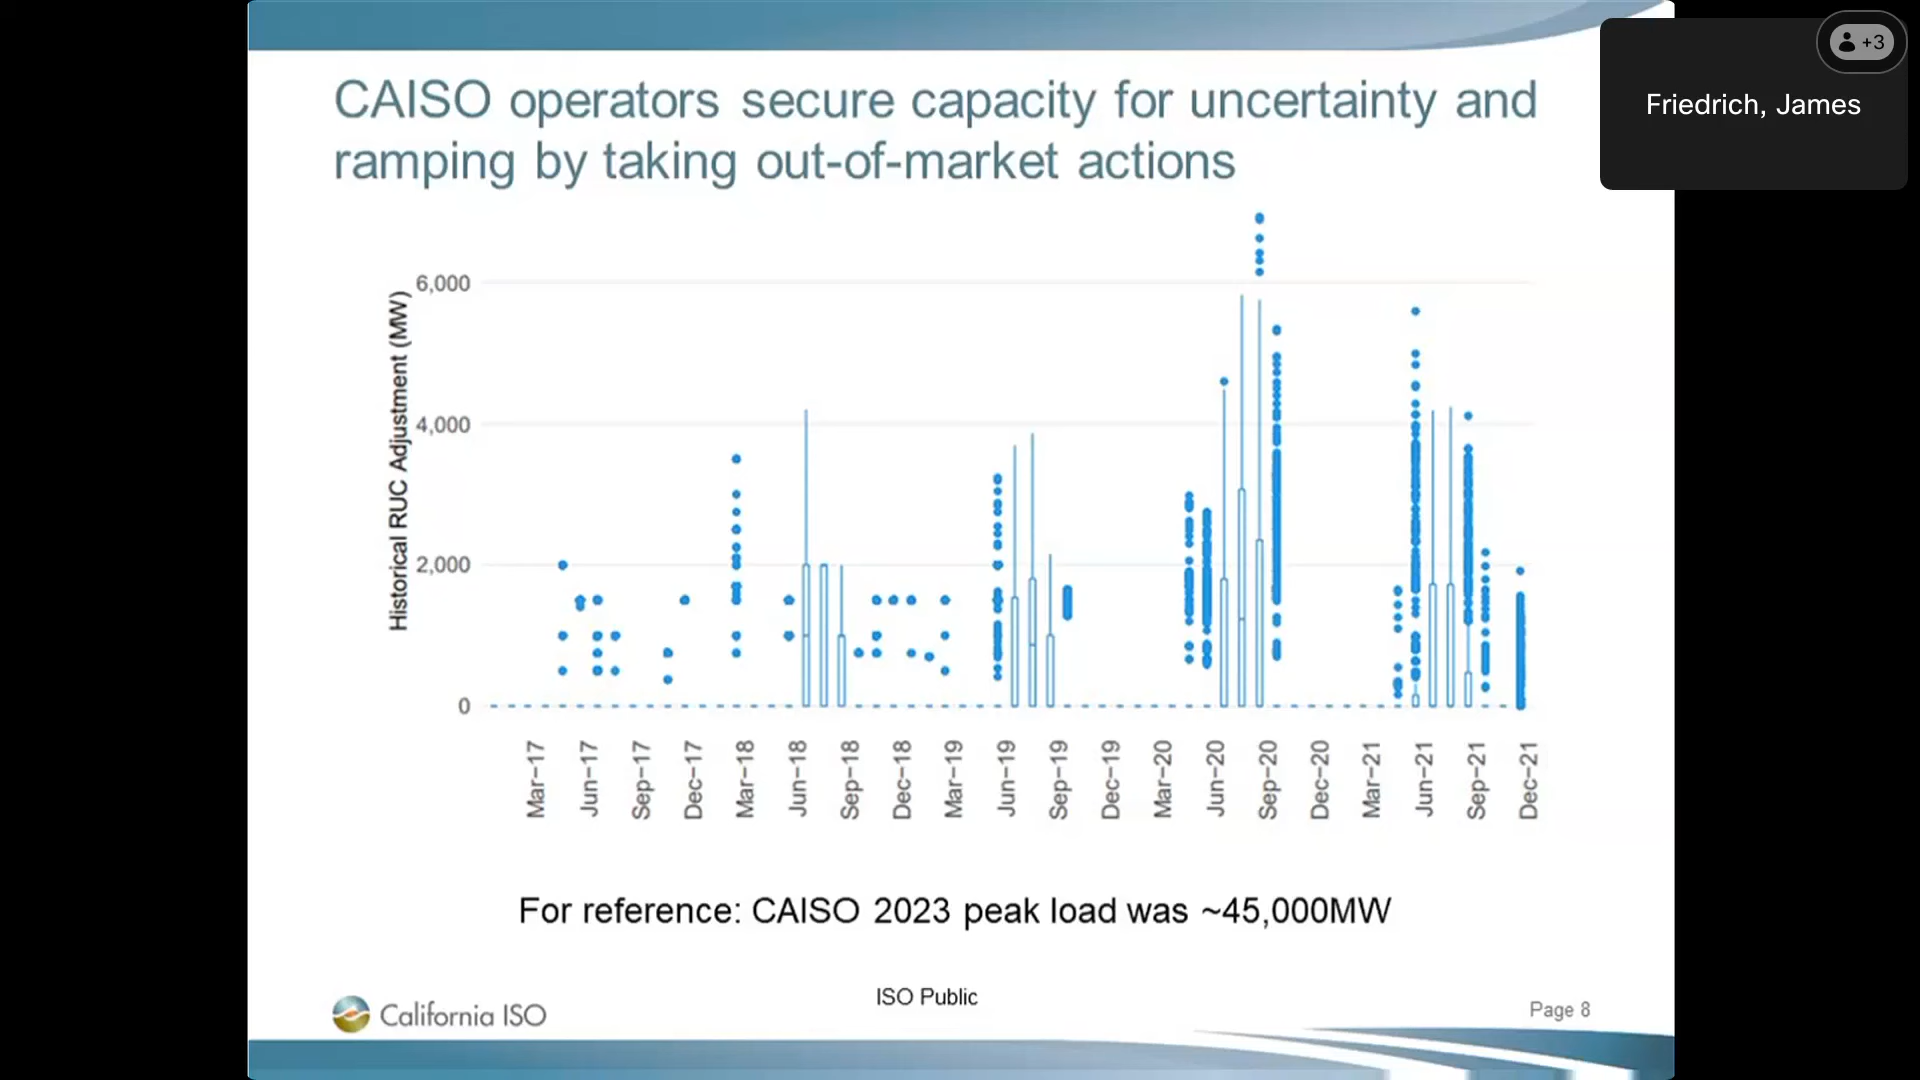 CAISO operators secure capacity for uncertainty and
ramping by taking out-of-market actions
+3
Friedrich, James
Historical RUC Adjustment (MW)
6,000
4,000
2,000
0
Mar-17
Jun-17
Sep-17
Dec-17
Mar-18
Jun-18
Sep-18
Dec-18
Mar-19
Jun-19
Sep-19
Dec-19
Mar-20
Jun-20
Sep-20
Dec-20
Mar-21
Jun-21
Sep-21
Dec-21
For reference: CAISO 2023 peak load was ~45,000MW
California ISO
ISO Public
Page 8